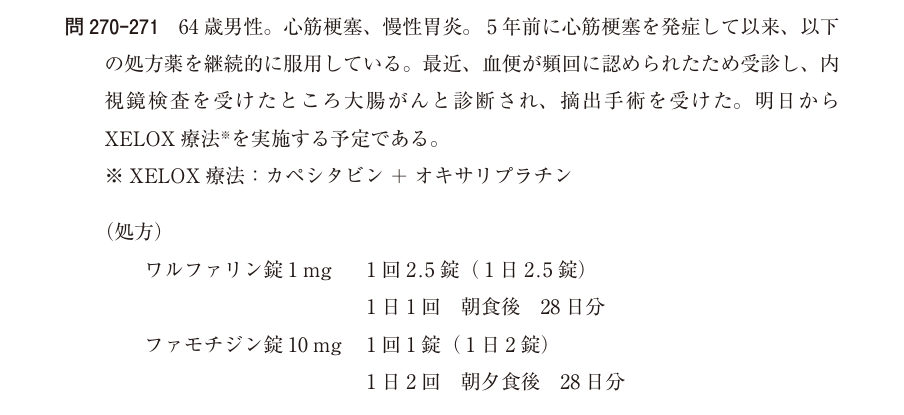 問 270-271 64 歳男性。心筋梗塞、慢性胃炎。5 年前に心筋梗塞を発症して以来、以下
の処方薬を継続的に服用している。最近、血便が頻回に認められたため受診し、内
視鏡検査を受けたところ大腸がんと診断され、摘出手術を受けた。明日から
XELOX 療法※を実施する予定である。
※ XELOX 療法：カペシタビン ＋ オキサリプラチン
（処方）
ワルファリン錠 1 mg 1 回 2.5 錠（1 日 2.5 錠）
1 日 1 回 朝食後 28 日分
ファモチジン錠 10 mg 1 回 1 錠（1 日 2 錠）
1 日 2 回 朝夕食後 28 日分